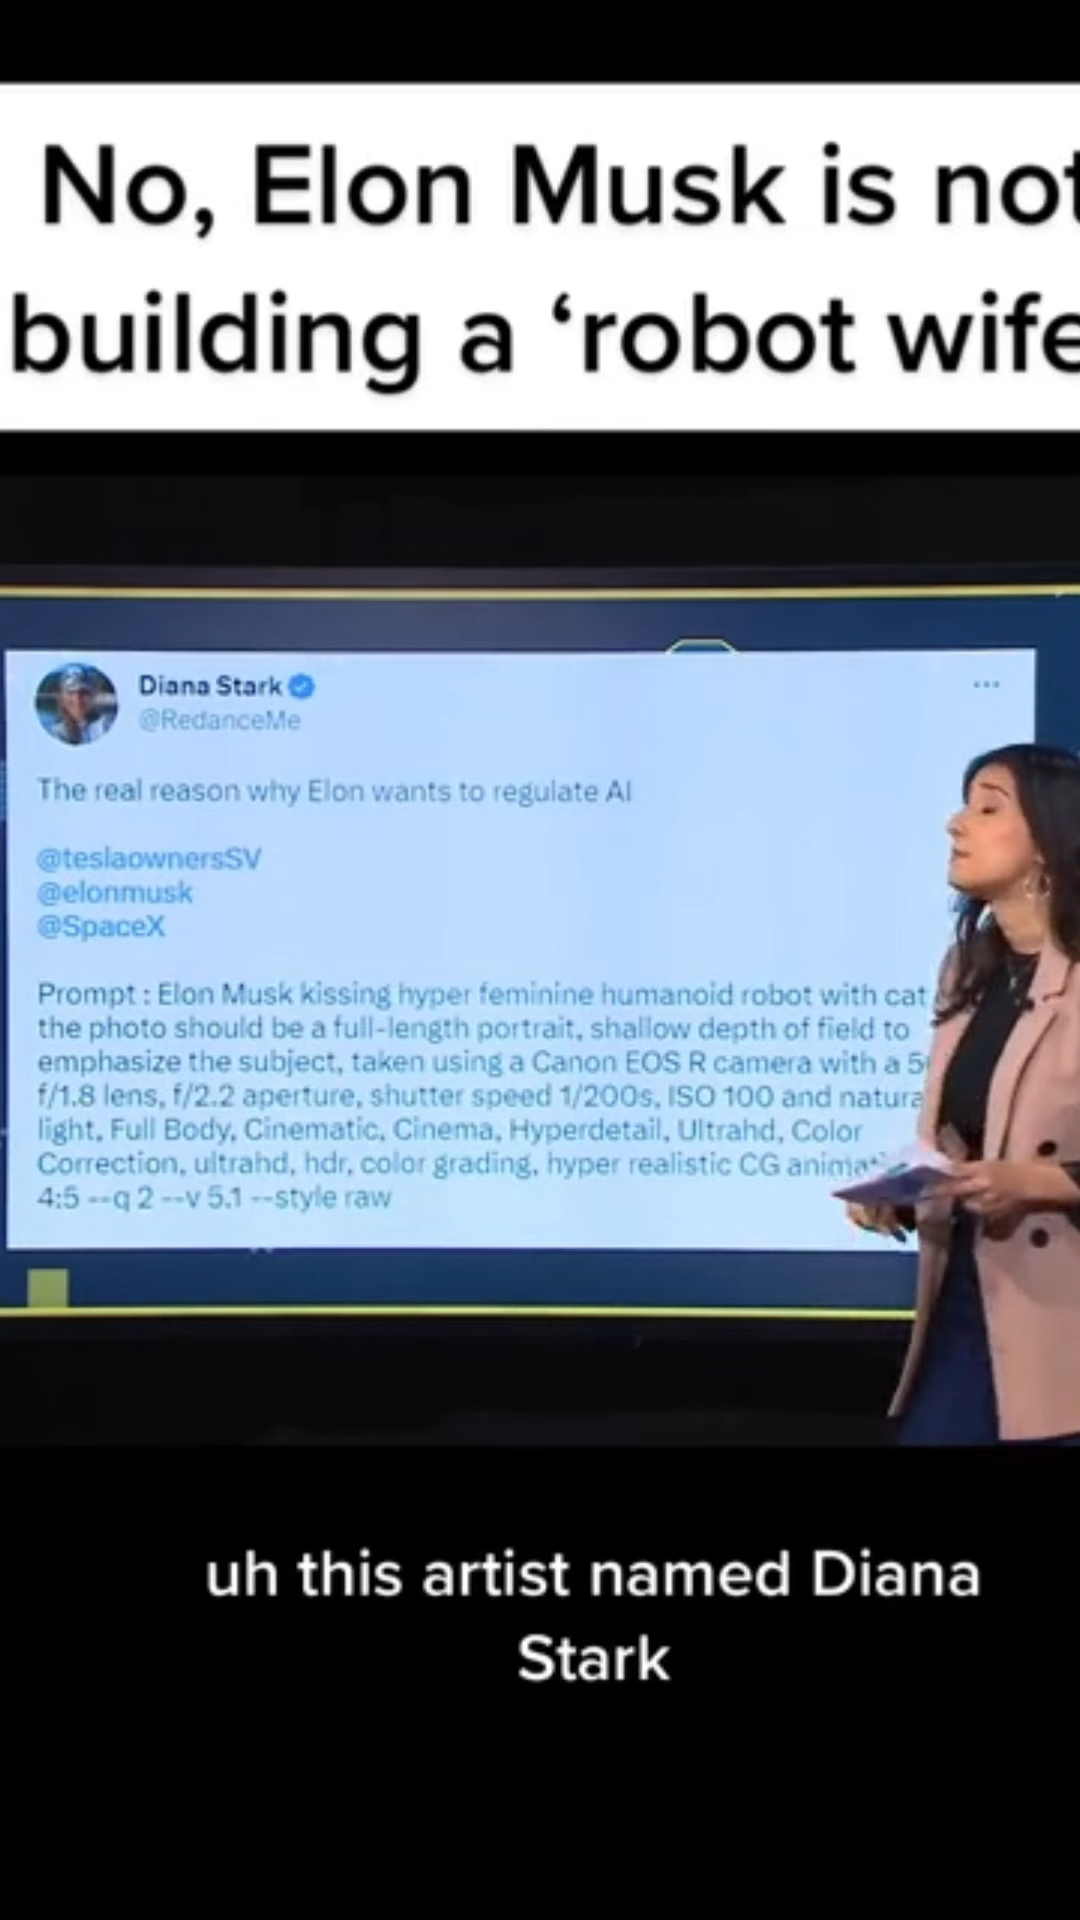 No, Elon Musk is not
building a ‘robot wife
Diana Stark
@RedanceMe
The real reason why Elon wants to regulate AI
@teslaownersSV
@elonmusk
@SpaceX
Prompt : Elon Musk kissing hyper feminine humanoid robot with cat
the photo should be a full-length portrait, shallow depth of field to
emphasize the subject, taken using a Canon EOS R camera with a
f/1.8 lens, f/2.2 aperture, shutter speed 1/200s, ISO 100 and
light, Full Body, Cinematic, Cinema, Hyperdetail, Ultrahd, Color
Correction, ultrahd, hdr, color grading, hyper realistic CG
4:5 --q 2 --v 5.1 --style raw
uh this artist named Diana
Stark